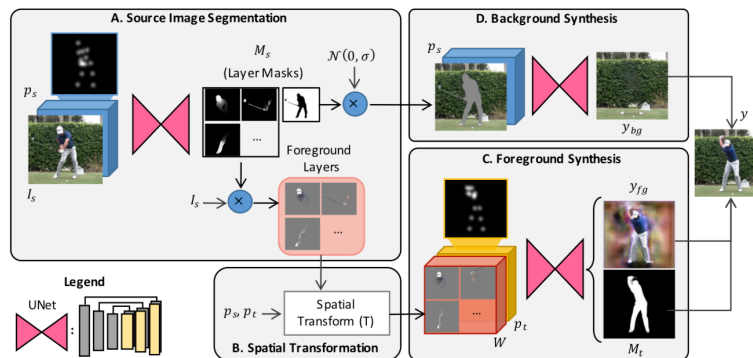 A. Source Image Segmentation
p_s
I_s
M_s
(Layer Masks)
...
𝒩(0, σ)
×
I_s
×
Foreground
Layers
...
p_s, p_t
Spatial
Transform (T)
B. Spatial Transformation
Legend
UNet
:
D. Background Synthesis
p_s
y_bg
C. Foreground Synthesis
...
W
p_t
y_fg
M_t
y